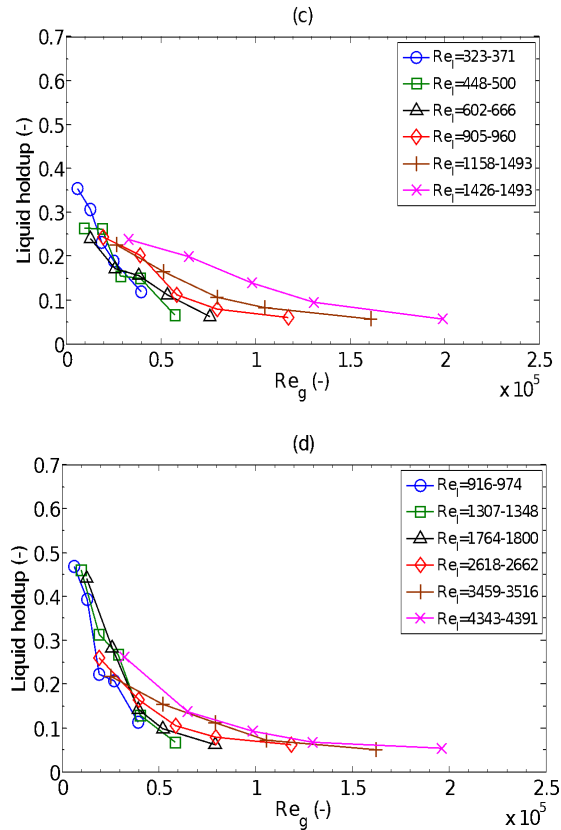 (c)
0.7
0.6
0.5
0.4
0.3
0.2
0.1
0
Liquid holdup (-)
Re_l=323-371
Re_l=448-500
Re_l=602-666
Re_l=905-960
Re_l=1158-1493
Re_l=1426-1493
0 0.5 1 1.5 2 2.5
Re_g (-)
x 10^5
(d)
0.7
0.6
0.5
0.4
0.3
0.2
0.1
0
Liquid holdup (-)
Re_l=916-974
Re_l=1307-1348
Re_l=1764-1800
Re_l=2618-2662
Re_l=3459-3516
Re_l=4343-4391
0 0.5 1 1.5 2 2.5
Re_g (-)
x 10^5